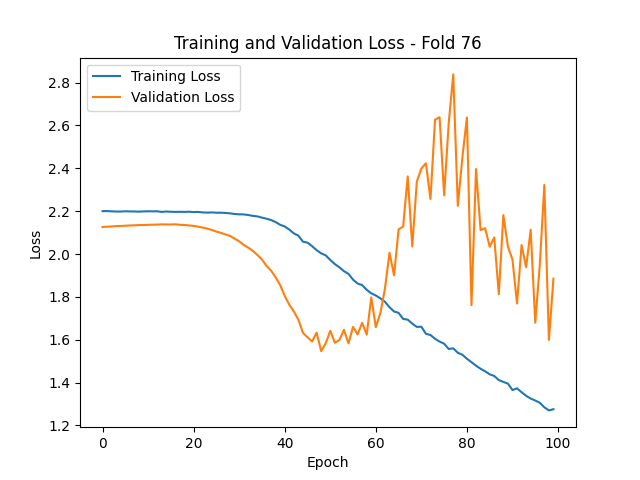 Training and Validation Loss - Fold 76
Training Loss
Validation Loss
Loss
2.8
2.6
2.4
2.2
2.0
1.8
1.6
1.4
1.2
0 20 40 60 80 100
Epoch